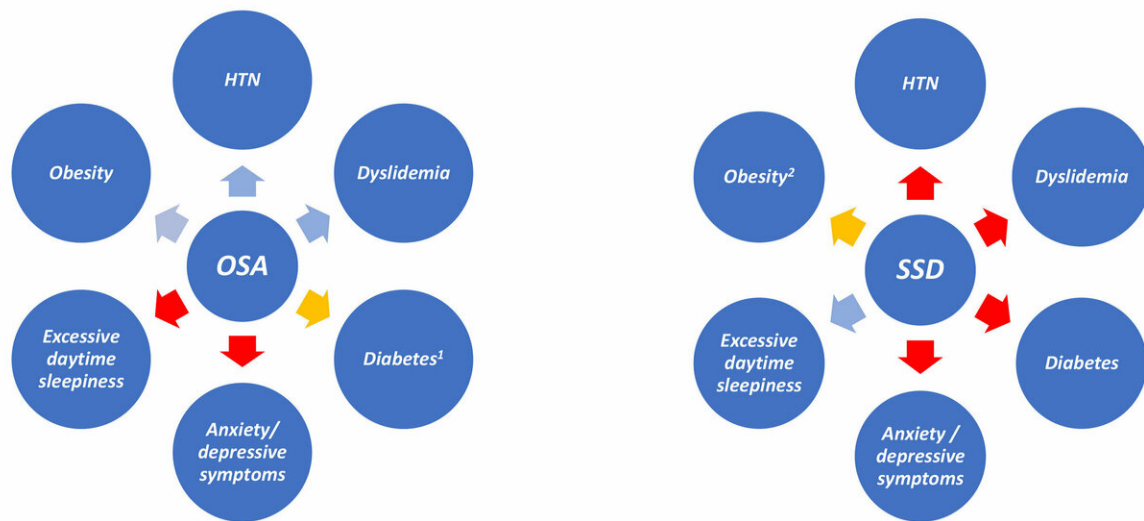 HTN
Obesity
Dyslidemia
OSA
Excessive
daytime
sleepiness
Diabetes¹
Anxiety/
depressive
symptoms
HTN
Obesity²
Dyslidemia
SSD
Excessive
daytime
sleepiness
Diabetes
Anxiety /
depressive
symptoms